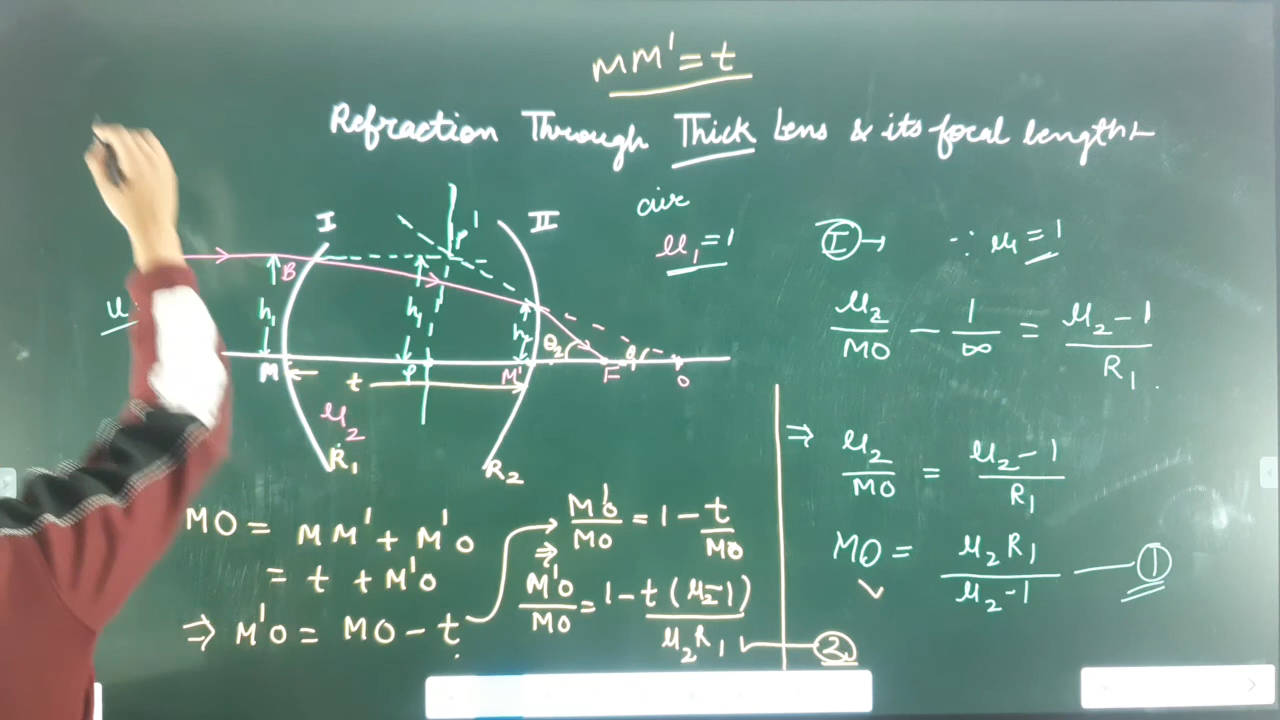 MM' = t
Refraction Through Thick Lens & its focal length
I
II
P'
air
μ₁ = 1
B
h₁
h₁
θ₂
θ
M
t
P
M'
F
O
μ₂
R₁
R₂
MO = MM' + M'O
= t + M'O
⇒ M'O = MO - t
M'O/MO = 1 - t/MO
⇒
M'O/MO = 1 - t(μ₂-1)/μ₂R₁ — ②
Ⓘ → ∵ μ₁ = 1
μ₂/MO - 1/∞ = (μ₂-1)/R₁
⇒ μ₂/MO = (μ₂-1)/R₁
MO = μ₂R₁/(μ₂-1) — ①